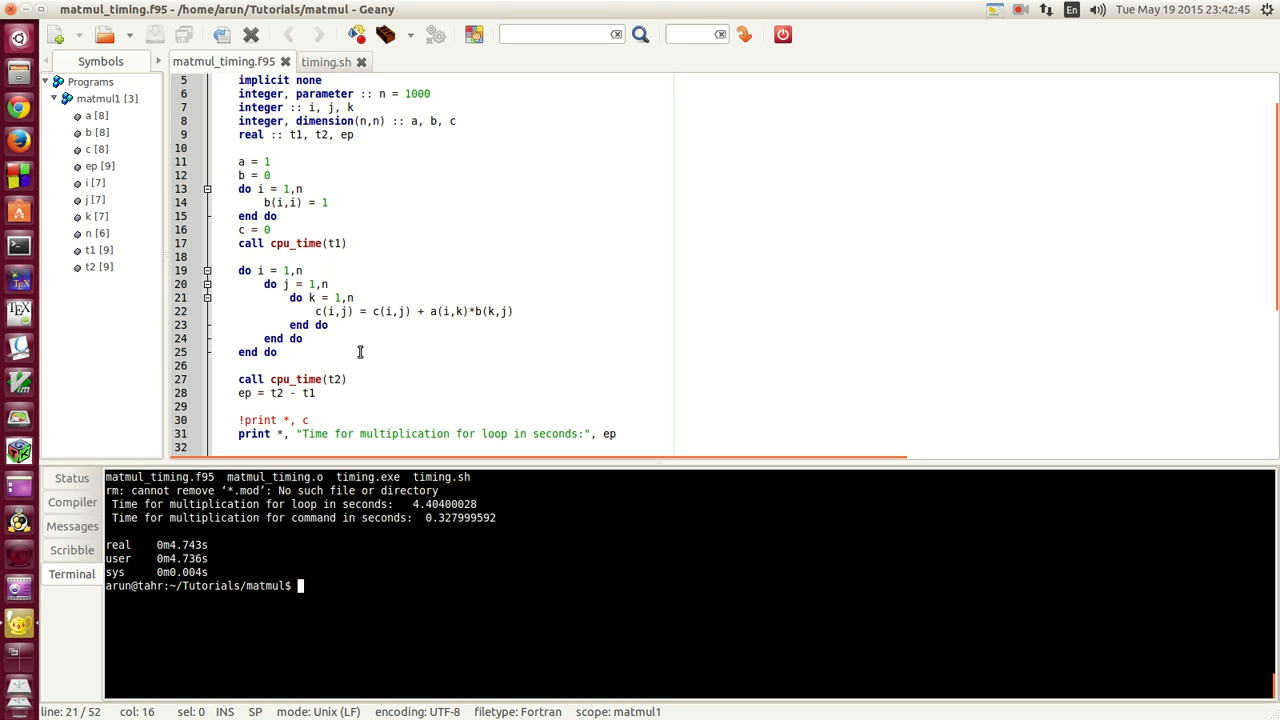 matmul_timing.f95 - /home/arun/Tutorials/matmul - Geany
En
Tue May 19 2015 23:42:45
Symbols
matmul_timing.f95
timing.sh
Programs
matmul1 [3]
a [8]
b [8]
c [8]
ep [9]
i [7]
j [7]
k [7]
n [6]
t1 [9]
t2 [9]
5 implicit none
6 integer, parameter :: n = 1000
7 integer :: i, j, k
8 integer, dimension(n,n) :: a, b, c
9 real :: t1, t2, ep
10
11 a = 1
12 b = 0
13 do i = 1,n
14 b(i,i) = 1
15 end do
16 c = 0
17 call cpu_time(t1)
18
19 do i = 1,n
20 do j = 1,n
21 do k = 1,n
22 c(i,j) = c(i,j) + a(i,k)*b(k,j)
23 end do
24 end do
25 end do
26
27 call cpu_time(t2)
28 ep = t2 - t1
29
30 !print *, c
31 print *, "Time for multiplication for loop in seconds:", ep
32
Status
Compiler
Messages
Scribble
Terminal
matmul_timing.f95 matmul_timing.o timing.exe timing.sh
rm: cannot remove ‘*.mod’: No such file or directory
Time for multiplication for loop in seconds: 4.40400028
Time for multiplication for command in seconds: 0.327999592
real 0m4.743s
user 0m4.736s
sys 0m0.004s
arun@tahr:~/Tutorials/matmul$
line: 21 / 52 col: 16 sel: 0 INS SP mode: Unix (LF) encoding: UTF-8 filetype: Fortran scope: matmul1